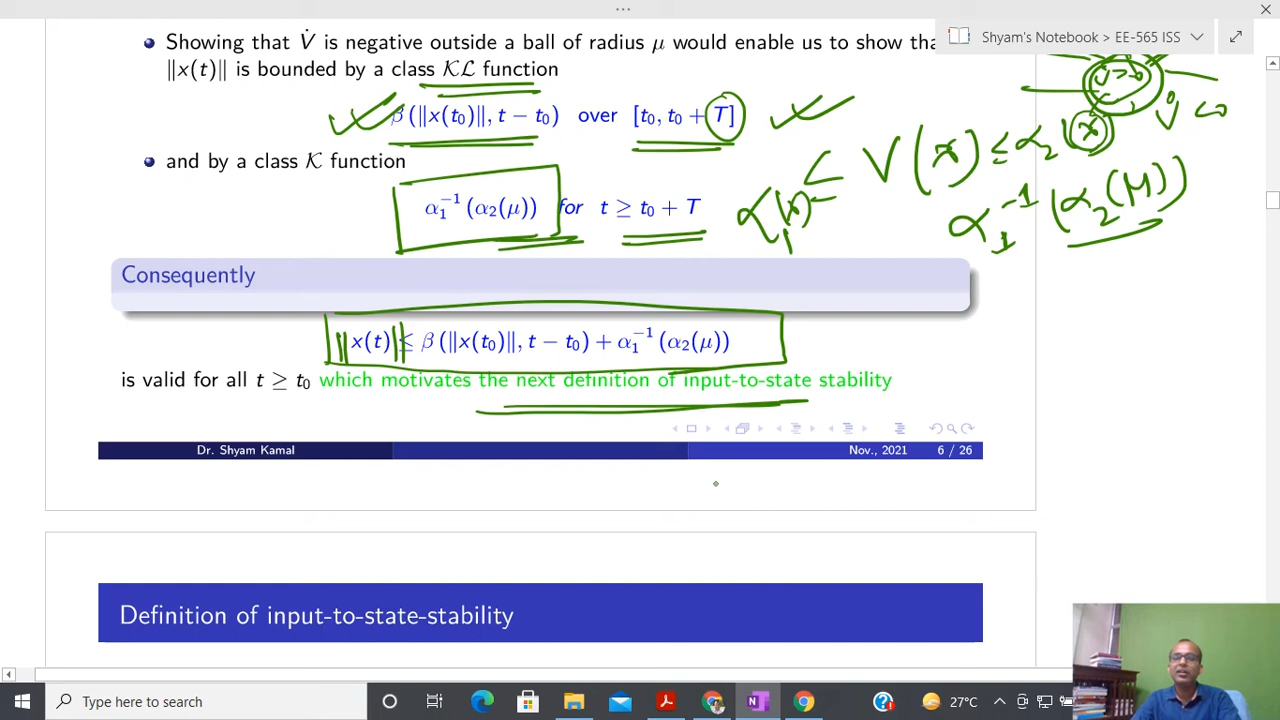 Shyam's Notebook > EE-565 ISS
Showing that V̇ is negative outside a ball of radius μ would enable us to show tha
‖x(t)‖ is bounded by a class 𝒦ℒ function
β (‖x(t₀)‖, t − t₀) over [t₀, t₀ + T]
and by a class 𝒦 function
α₁⁻¹ (α₂(μ)) for t ≥ t₀ + T
α₁(x) ≤ V(x) ≤ α₂(x)
α₁⁻¹ (α₂(μ))
Consequently
‖x(t)‖ ≤ β (‖x(t₀)‖, t − t₀) + α₁⁻¹ (α₂(μ))
is valid for all t ≥ t₀ which motivates the next definition of input-to-state stability
Dr. Shyam Kamal Nov., 2021 6 / 26
Definition of input-to-state-stability
Type here to search
27°C